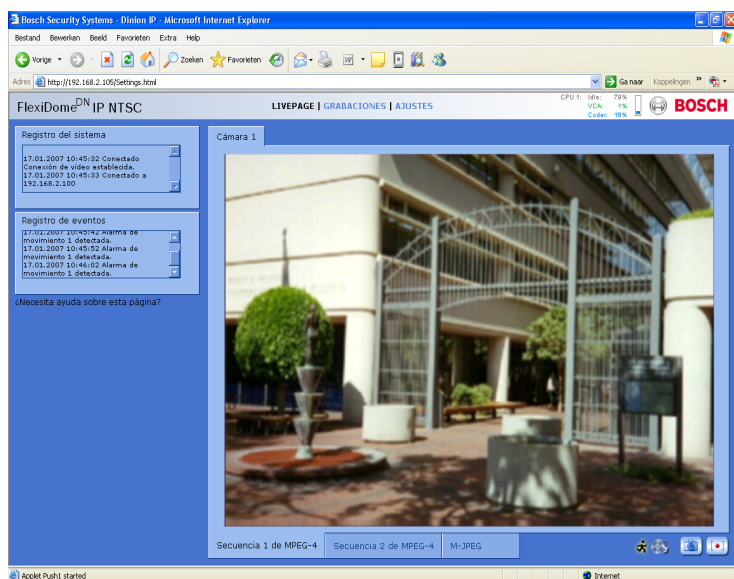 Bosch Security Systems - Dinion IP - Microsoft Internet Explorer
Bestand Bewerken Beeld Favorieten Extra Help
Vorige Zoeken Favorieten
Adres http://192.168.2.105/Settings.html Ga naar Koppelingen »
FlexiDomeDN IP NTSC
LIVEPAGE | GRABACIONES | AJUSTES
CPU 1: Idle: 79%
VCA: 1%
Coder: 18%
BOSCH
Registro del sistema
17.01.2007 10:45:32 Conectado
Conexión de vídeo establecida.
17.01.2007 10:45:33 Conectado a
192.168.2.100
Registro de eventos
17.01.2007 10:45:42 Alarma de
movimiento 1 detectada.
17.01.2007 10:45:52 Alarma de
movimiento 1 detectada.
17.01.2007 10:46:02 Alarma de
movimiento 1 detectada.
¿Necesita ayuda sobre esta página?
Cámara 1
Secuencia 1 de MPEG-4 Secuencia 2 de MPEG-4 M-JPEG
Applet Push1 started Internet